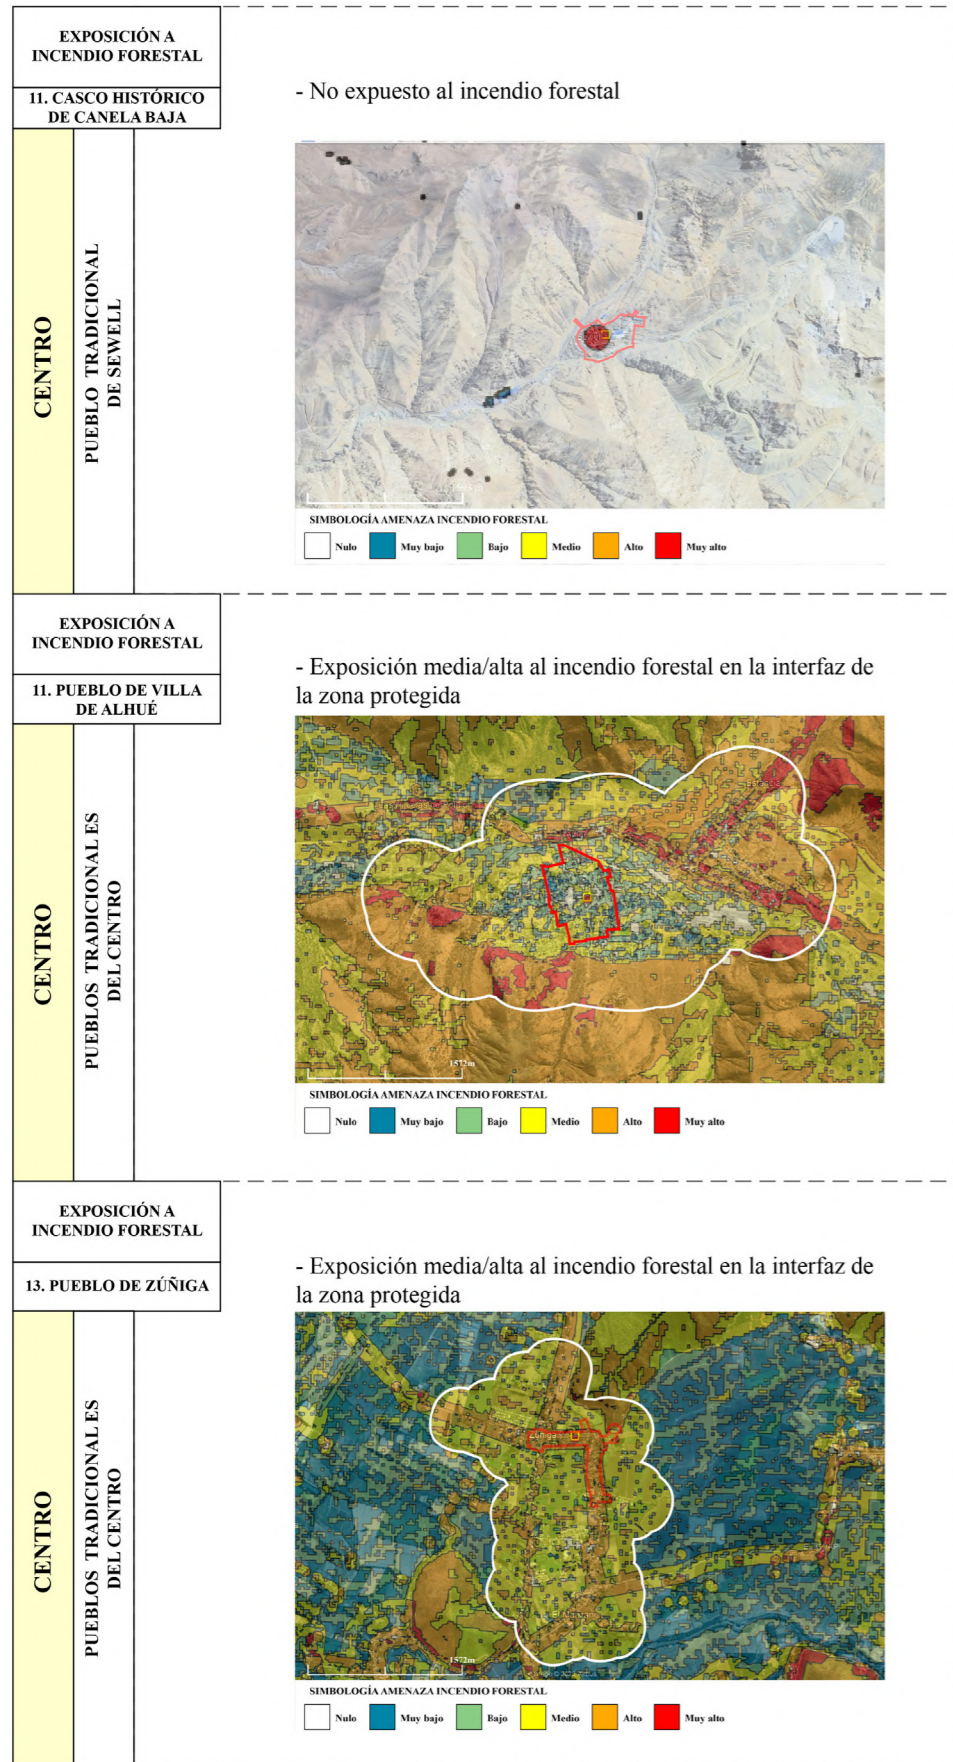 EXPOSICIÓN A
INCENDIO FORESTAL
11. CASCO HISTÓRICO
DE CANELA BAJA
CENTRO
PUEBLO TRADICIONAL
DE SEWELL
- No expuesto al incendio forestal
SIMBOLOGÍA AMENAZA INCENDIO FORESTAL
Nulo Muy bajo Bajo Medio Alto Muy alto
EXPOSICIÓN A
INCENDIO FORESTAL
11. PUEBLO DE VILLA
DE ALHUÉ
CENTRO
PUEBLOS TRADICIONALES
DEL CENTRO
- Exposición media/alta al incendio forestal en la interfaz de
la zona protegida
1572m
SIMBOLOGÍA AMENAZA INCENDIO FORESTAL
Nulo Muy bajo Bajo Medio Alto Muy alto
EXPOSICIÓN A
INCENDIO FORESTAL
13. PUEBLO DE ZÚÑIGA
CENTRO
PUEBLOS TRADICIONALES
DEL CENTRO
- Exposición media/alta al incendio forestal en la interfaz de
la zona protegida
Zúñiga
1572m
SIMBOLOGÍA AMENAZA INCENDIO FORESTAL
Nulo Muy bajo Bajo Medio Alto Muy alto